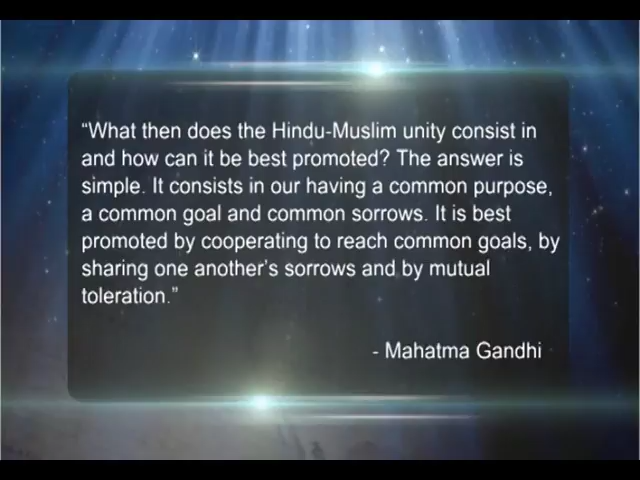 “What then does the Hindu-Muslim unity consist in
and how can it be best promoted? The answer is
simple. It consists in our having a common purpose,
a common goal and common sorrows. It is best
promoted by cooperating to reach common goals, by
sharing one another’s sorrows and by mutual
toleration.”
- Mahatma Gandhi